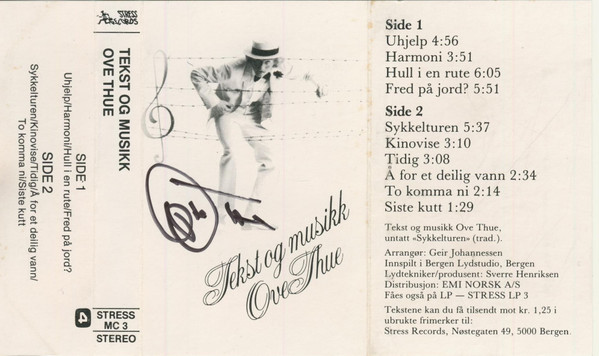 STRESS
RECORDS
TEKST OG MUSIKK
OVE THUE
SIDE 1
Uhjelp/Harmoni/Hull i en rute/Fred på jord?
SIDE 2
Sykkelturen/Kinovise/Tidig/Å for et deilig vann/
To komma ni/Siste kutt
4
STRESS
MC 3
STEREO
Tekst og musikk
Ove Thue
Side 1
Uhjelp 4:56
Harmoni 3:51
Hull i en rute 6:05
Fred på jord? 5:51
Side 2
Sykkelturen 5:37
Kinovise 3:10
Tidig 3:08
Å for et deilig vann 2:34
To komma ni 2:14
Siste kutt 1:29
Tekst og musikk Ove Thue,
untatt «Sykkelturen» (trad.).
Arrangør: Geir Johannessen
Innspilt i Bergen Lydstudio, Bergen
Lydtekniker/produsent: Sverre Henriksen
Distribusjon: EMI NORSK A/S
Fåes også på LP — STRESS LP 3
Tekstene kan du få tilsendt mot kr. 1,25 i
ubrukte frimerker til:
Stress Records, Nøstegaten 49, 5000 Bergen.